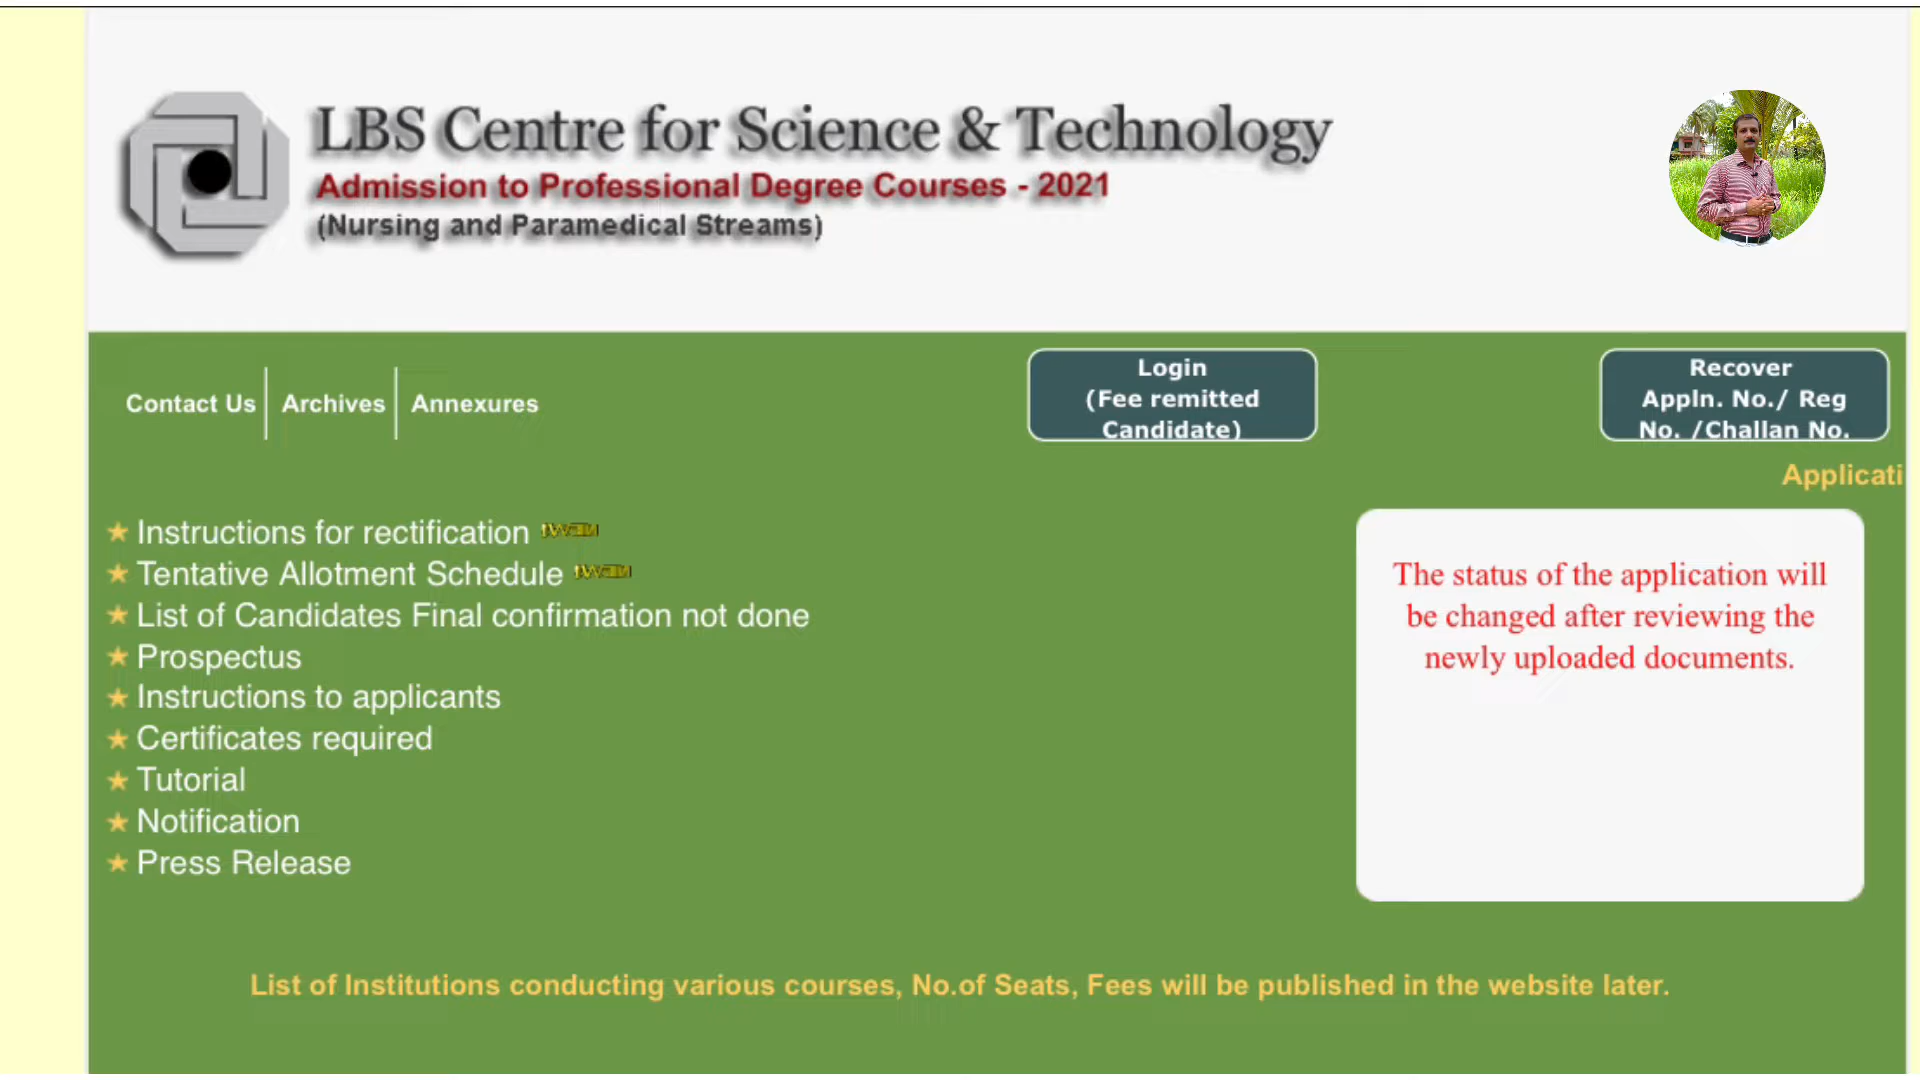 LBS Centre for Science & Technology
Admission to Professional Degree Courses - 2021
(Nursing and Paramedical Streams)
Contact Us
Archives
Annexures
Login
(Fee remitted
Candidate)
Recover
Appln. No./ Reg
No. /Challan No.
Applicati
Instructions for rectification
Tentative Allotment Schedule
List of Candidates Final confirmation not done
Prospectus
Instructions to applicants
Certificates required
Tutorial
Notification
Press Release
The status of the application will
be changed after reviewing the
newly uploaded documents.
List of Institutions conducting various courses, No.of Seats, Fees will be published in the website later.